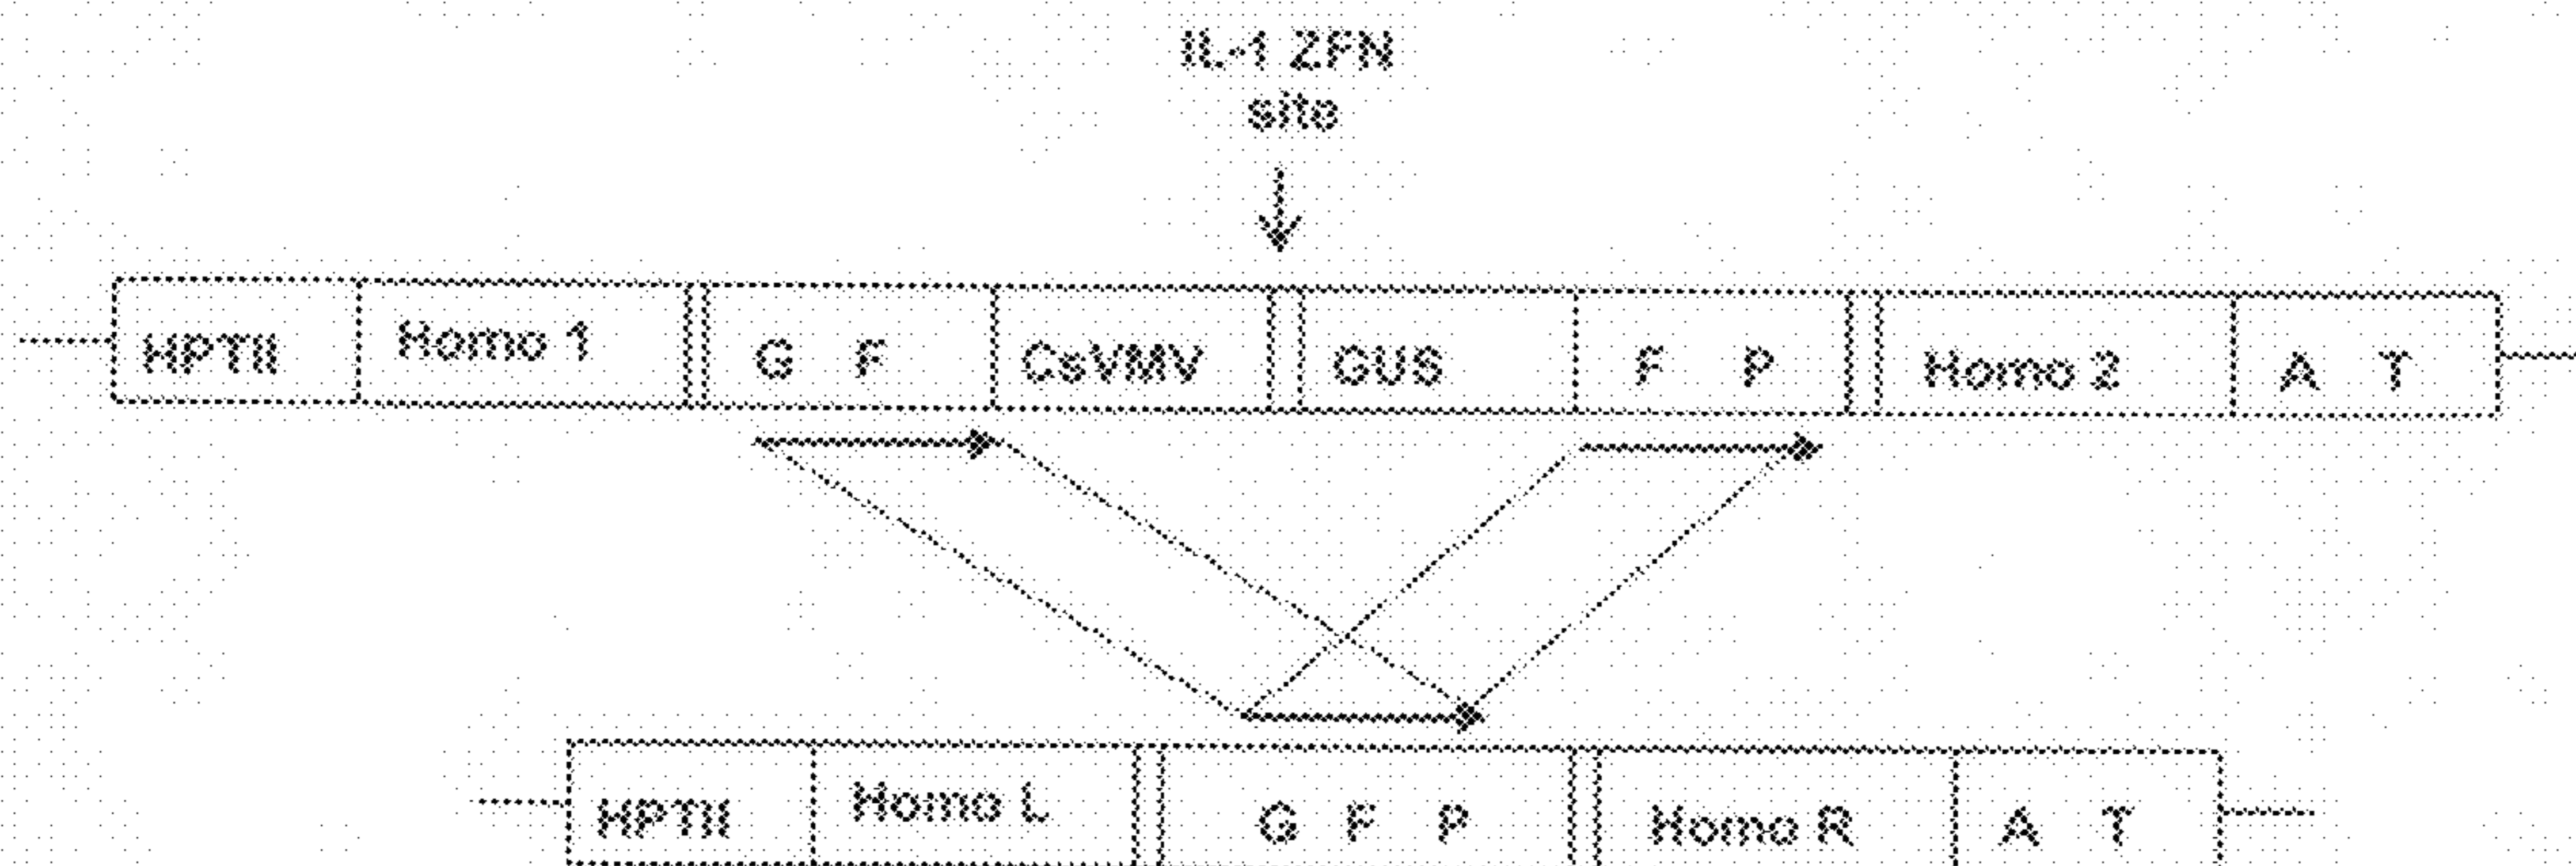 IL-1 ZFN
site
HPTII Homo 1 G F CsVMV GUS F P Homo 2 A T
HPTII Homo L G F P Homo R A T